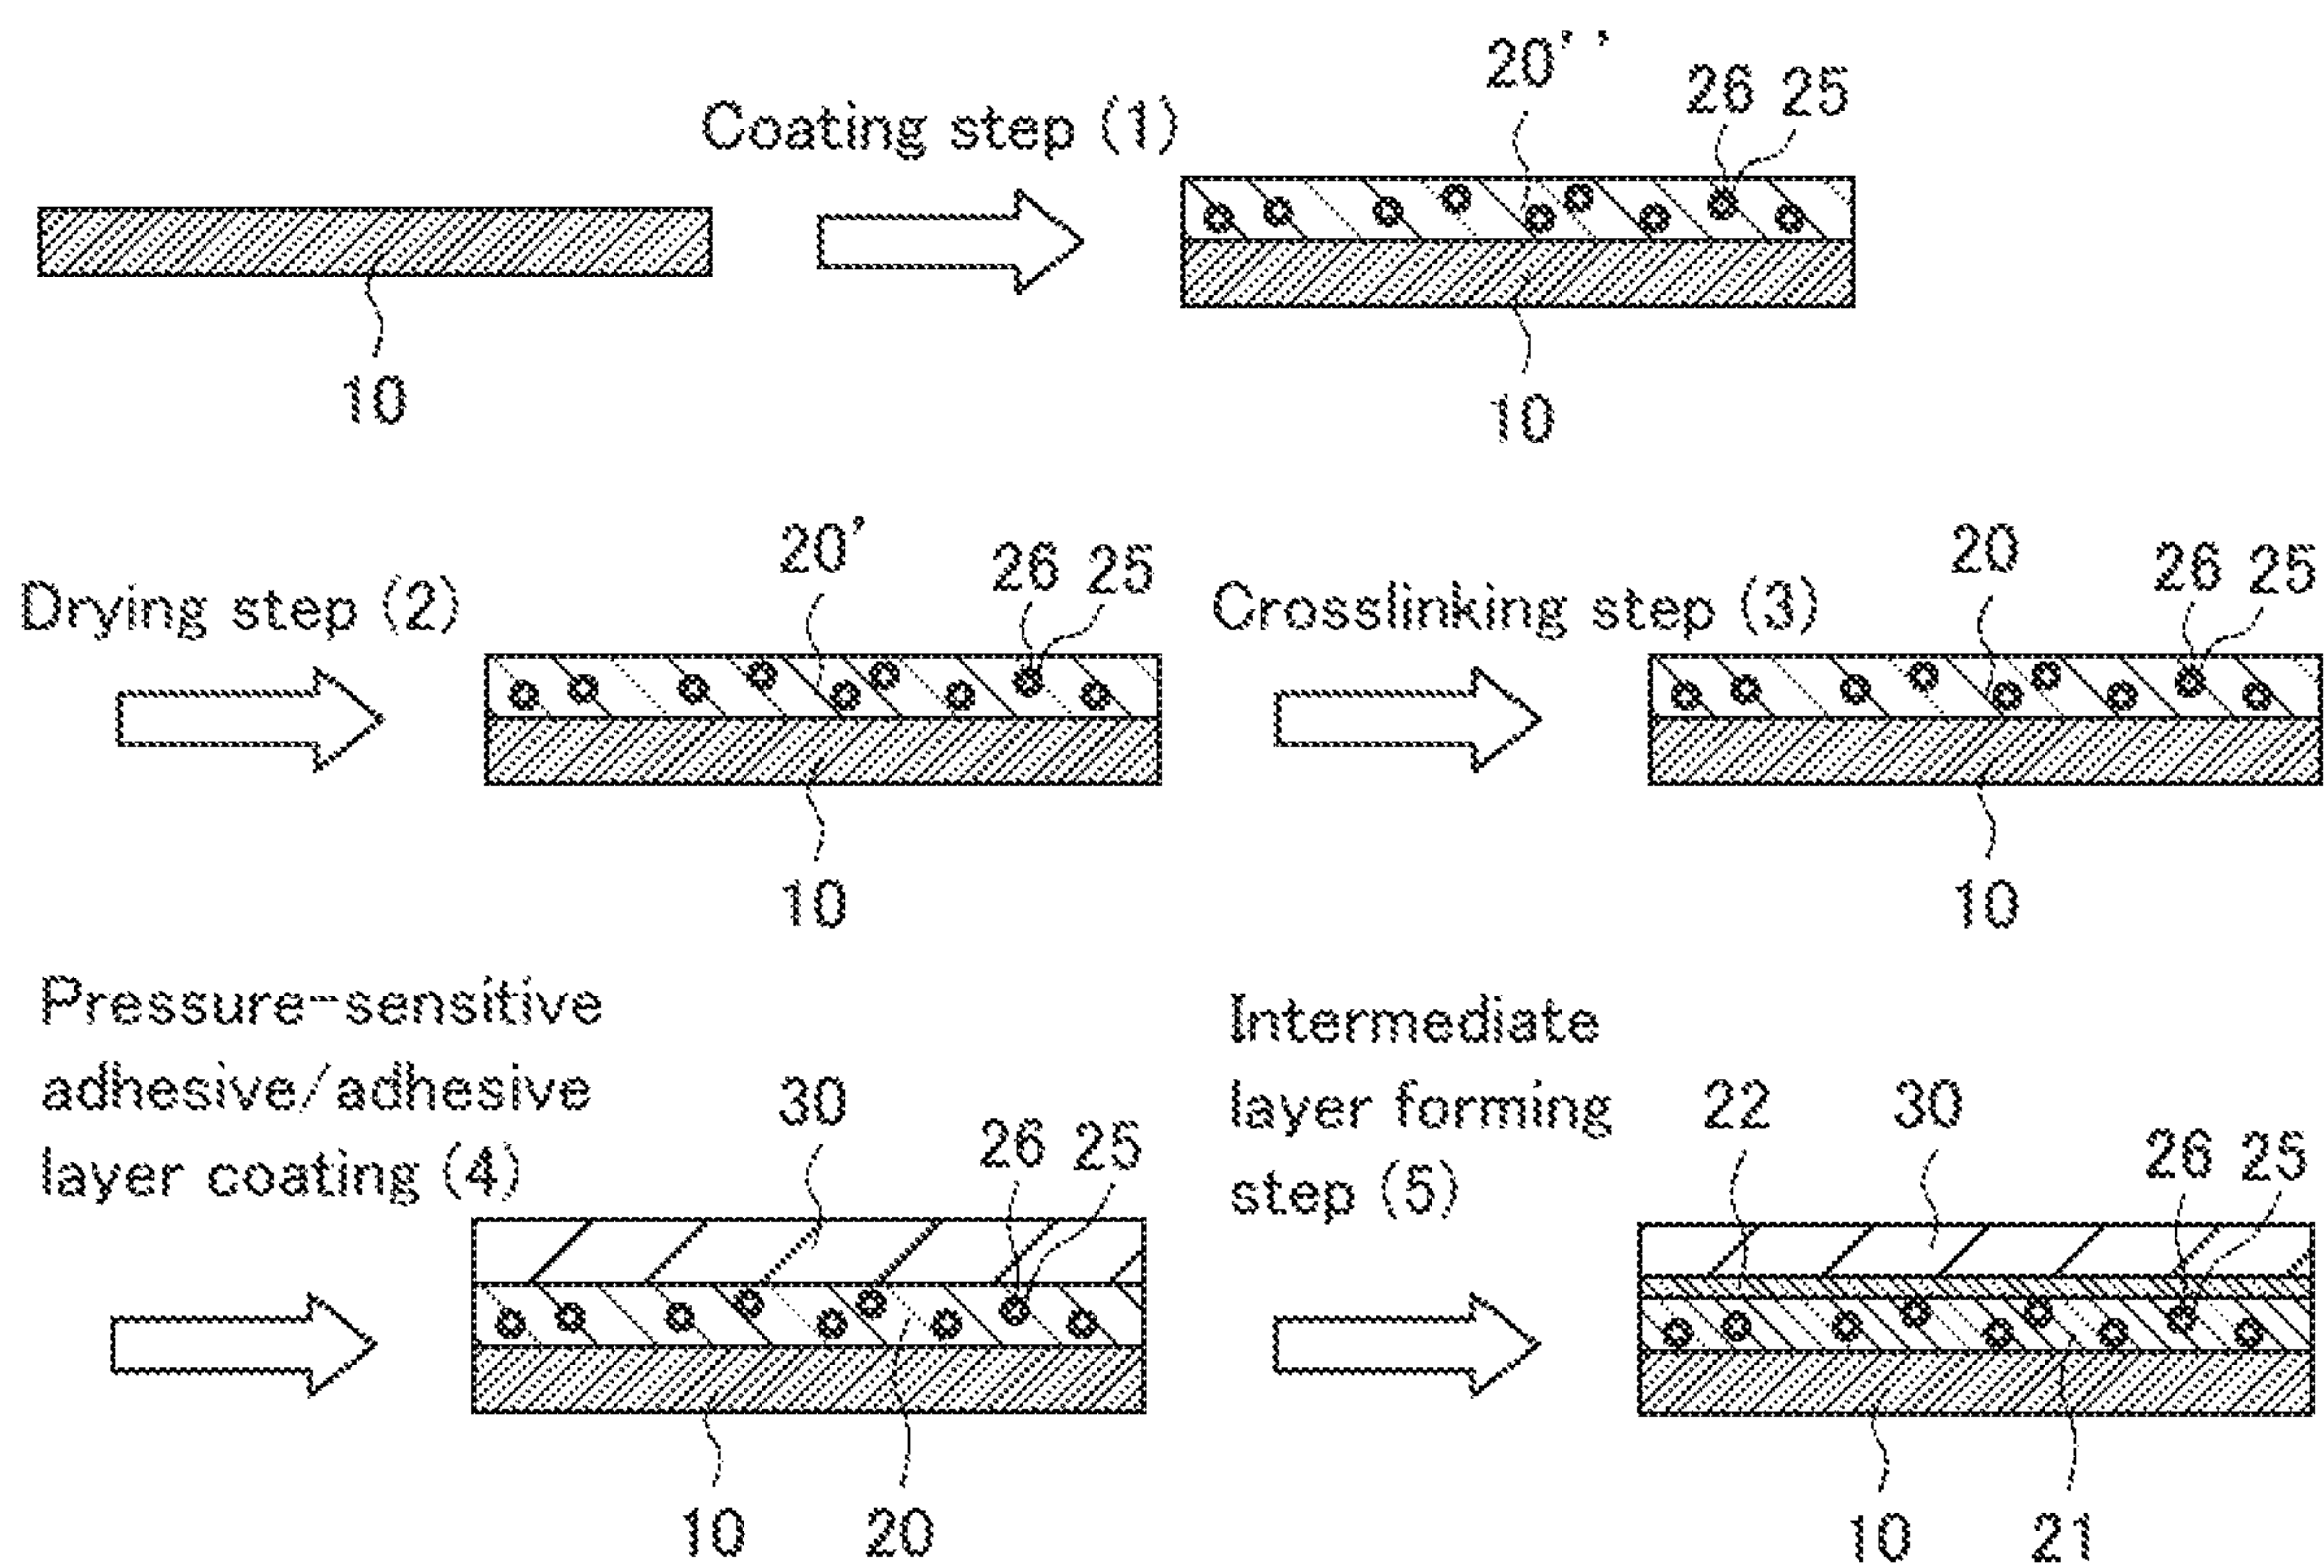 Coating step (1)
20''
26 25
10
10
Drying step (2)
20'
26 25
Crosslinking step (3)
20
26 25
10
10
Pressure-sensitive
adhesive/adhesive
layer coating (4)
30
26 25
Intermediate
layer forming
step (5)
22
30
26 25
10
20
10
21